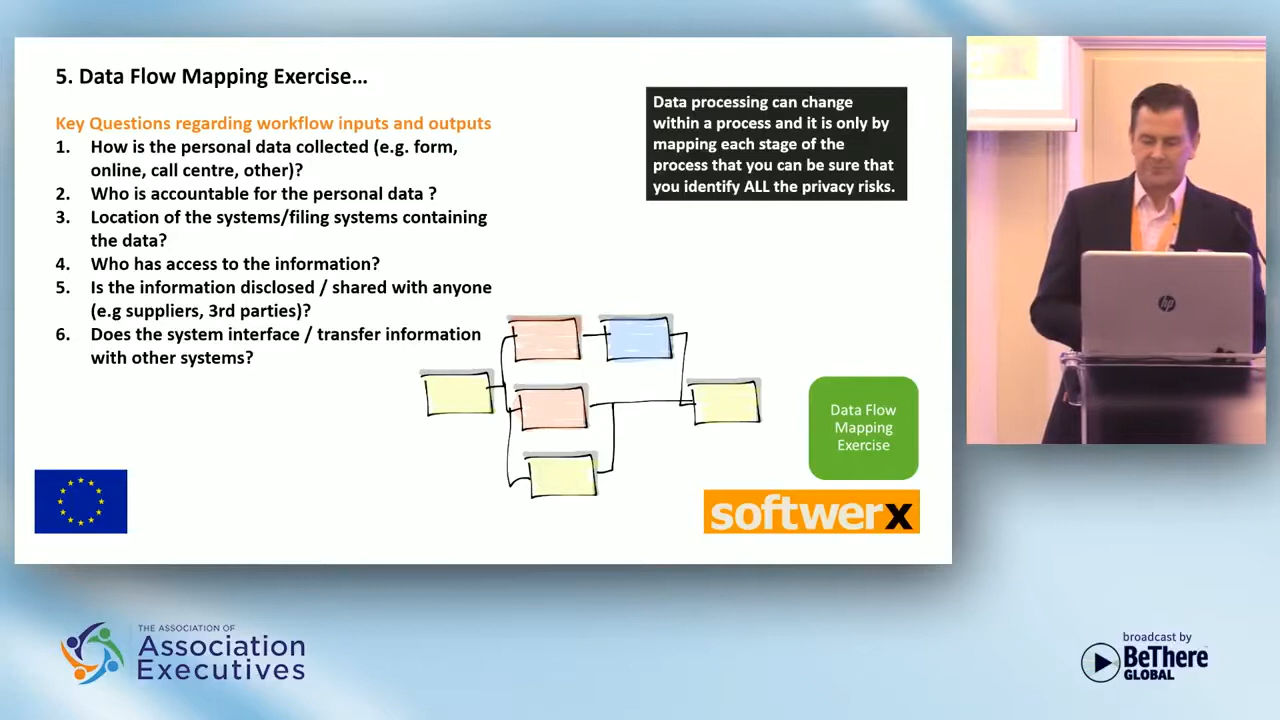 5. Data Flow Mapping Exercise…
Key Questions regarding workflow inputs and outputs
1. How is the personal data collected (e.g. form,
online, call centre, other)?
2. Who is accountable for the personal data ?
3. Location of the systems/filing systems containing
the data?
4. Who has access to the information?
5. Is the information disclosed / shared with anyone
(e.g suppliers, 3rd parties)?
6. Does the system interface / transfer information
with other systems?
Data processing can change
within a process and it is only by
mapping each stage of the
process that you can be sure that
you identify ALL the privacy risks.
Data Flow
Mapping
Exercise
softwerx
hp
THE ASSOCIATION OF
Association
Executives
broadcast by
BeThere
GLOBAL